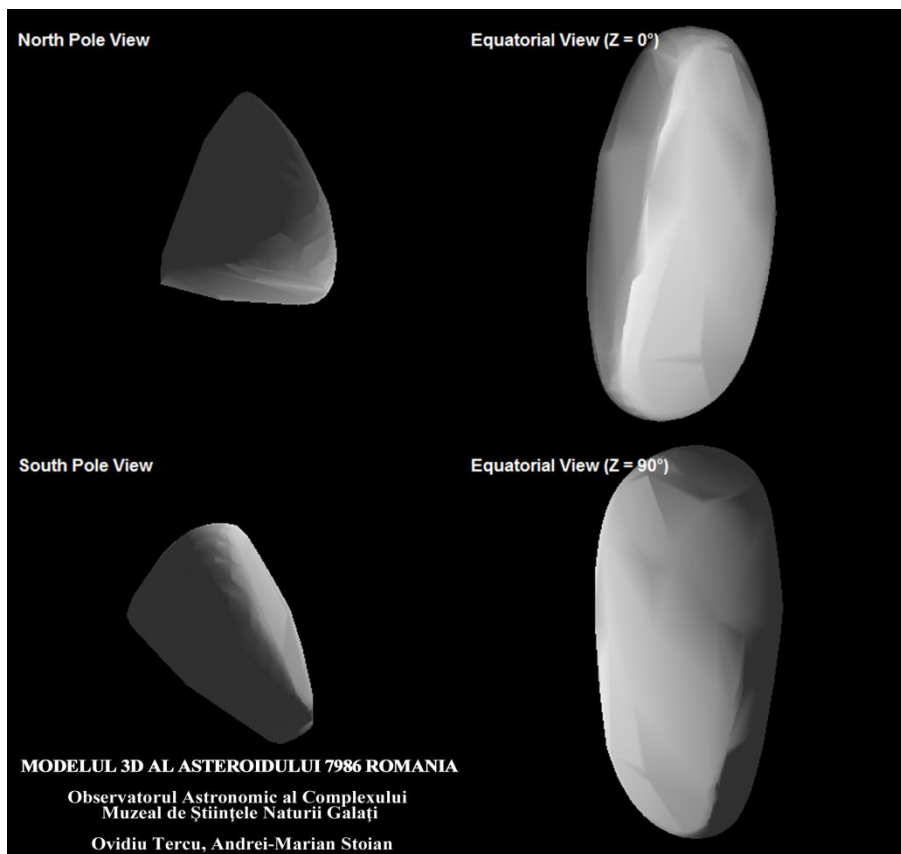 North Pole View
Equatorial View (Z = 0°)
South Pole View
Equatorial View (Z = 90°)
MODELUL 3D AL ASTEROIDULUI 7986 ROMANIA
Observatorul Astronomic al Complexului
Muzeal de Științele Naturii Galați
Ovidiu Tercu, Andrei-Marian Stoian